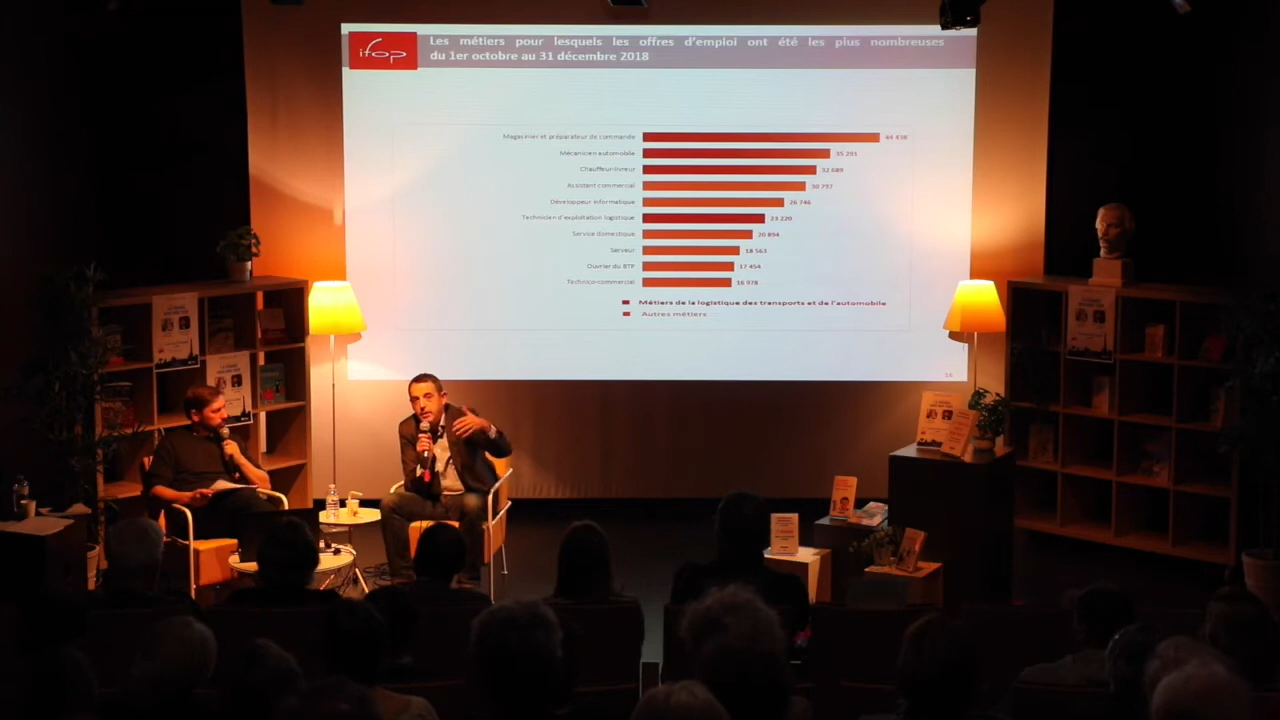 ifop
Les métiers pour lesquels les offres d'emploi ont été les plus nombreuses
du 1er octobre au 31 décembre 2018
Magasinier et préparateur de commande 44 438
Mécanicien automobile 35 291
Chauffeur-livreur 32 689
Assistant commercial 30 797
Développeur informatique 26 746
Technicien d'exploitation logistique 23 220
Service domestique 20 894
Serveur 18 563
Ouvrier du BTP 17 454
Technico-commercial 16 978
Métiers de la logistique des transports et de l'automobile
Autres métiers
16